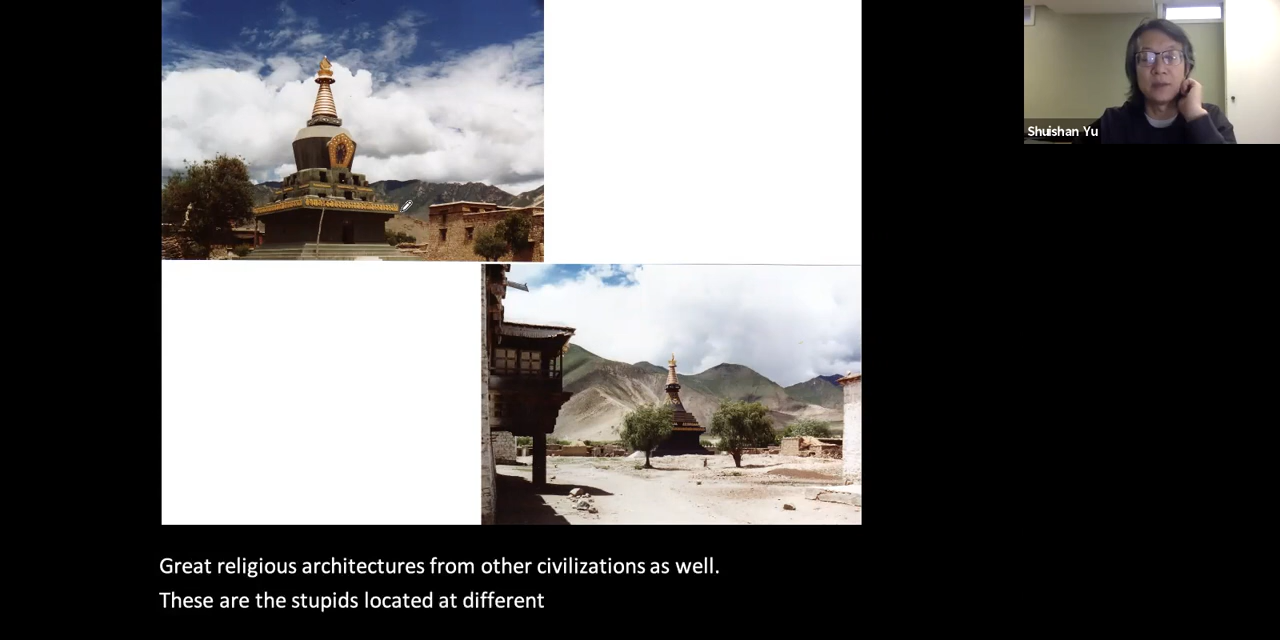 Shuishan Yu
Great religious architectures from other civilizations as well.
These are the stupids located at different